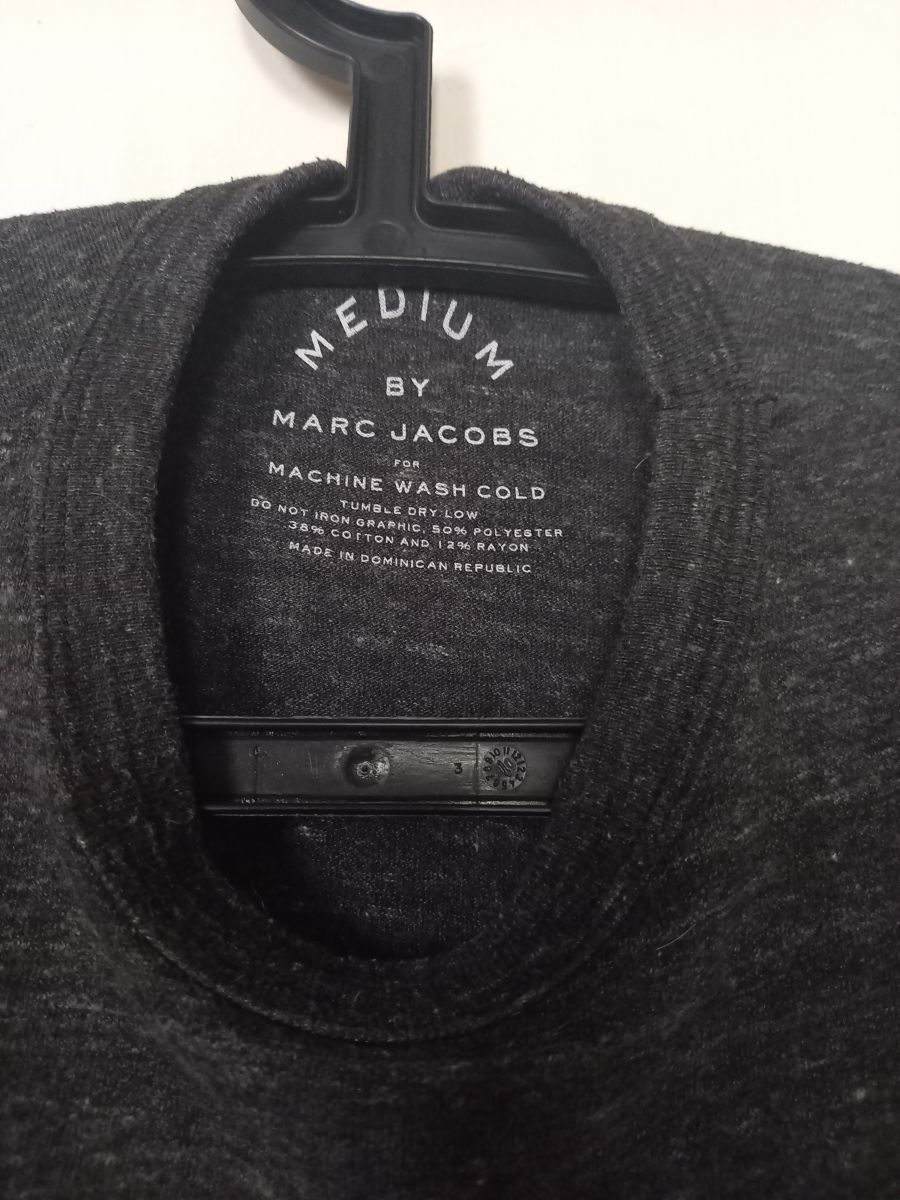 MEDIUM
BY
MARC JACOBS
FOR
MACHINE WASH COLD
TUMBLE DRY LOW
DO NOT IRON GRAPHIC, 50% POLYESTER
38% COTTON AND 12% RAYON
MADE IN DOMINICAN REPUBLIC
3